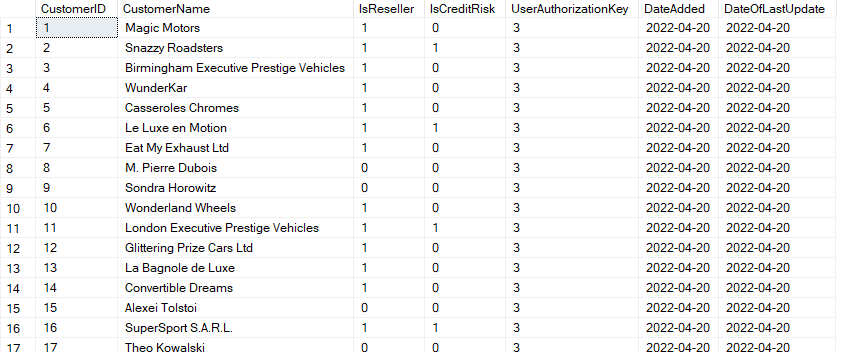 CustomerID CustomerName IsReseller IsCreditRisk UserAuthorizationKey DateAdded DateOfLastUpdate
1 1 Magic Motors 1 0 3 2022-04-20 2022-04-20
2 2 Snazzy Roadsters 1 1 3 2022-04-20 2022-04-20
3 3 Birmingham Executive Prestige Vehicles 1 0 3 2022-04-20 2022-04-20
4 4 WunderKar 1 0 3 2022-04-20 2022-04-20
5 5 Casseroles Chromes 1 0 3 2022-04-20 2022-04-20
6 6 Le Luxe en Motion 1 1 3 2022-04-20 2022-04-20
7 7 Eat My Exhaust Ltd 1 0 3 2022-04-20 2022-04-20
8 8 M. Pierre Dubois 0 0 3 2022-04-20 2022-04-20
9 9 Sondra Horowitz 0 0 3 2022-04-20 2022-04-20
10 10 Wonderland Wheels 1 0 3 2022-04-20 2022-04-20
11 11 London Executive Prestige Vehicles 1 1 3 2022-04-20 2022-04-20
12 12 Glittering Prize Cars Ltd 1 0 3 2022-04-20 2022-04-20
13 13 La Bagnole de Luxe 1 0 3 2022-04-20 2022-04-20
14 14 Convertible Dreams 1 0 3 2022-04-20 2022-04-20
15 15 Alexei Tolstoi 0 0 3 2022-04-20 2022-04-20
16 16 SuperSport S.A.R.L. 1 1 3 2022-04-20 2022-04-20
17 17 Theo Kowalski 0 0 3 2022-04-20 2022-04-20